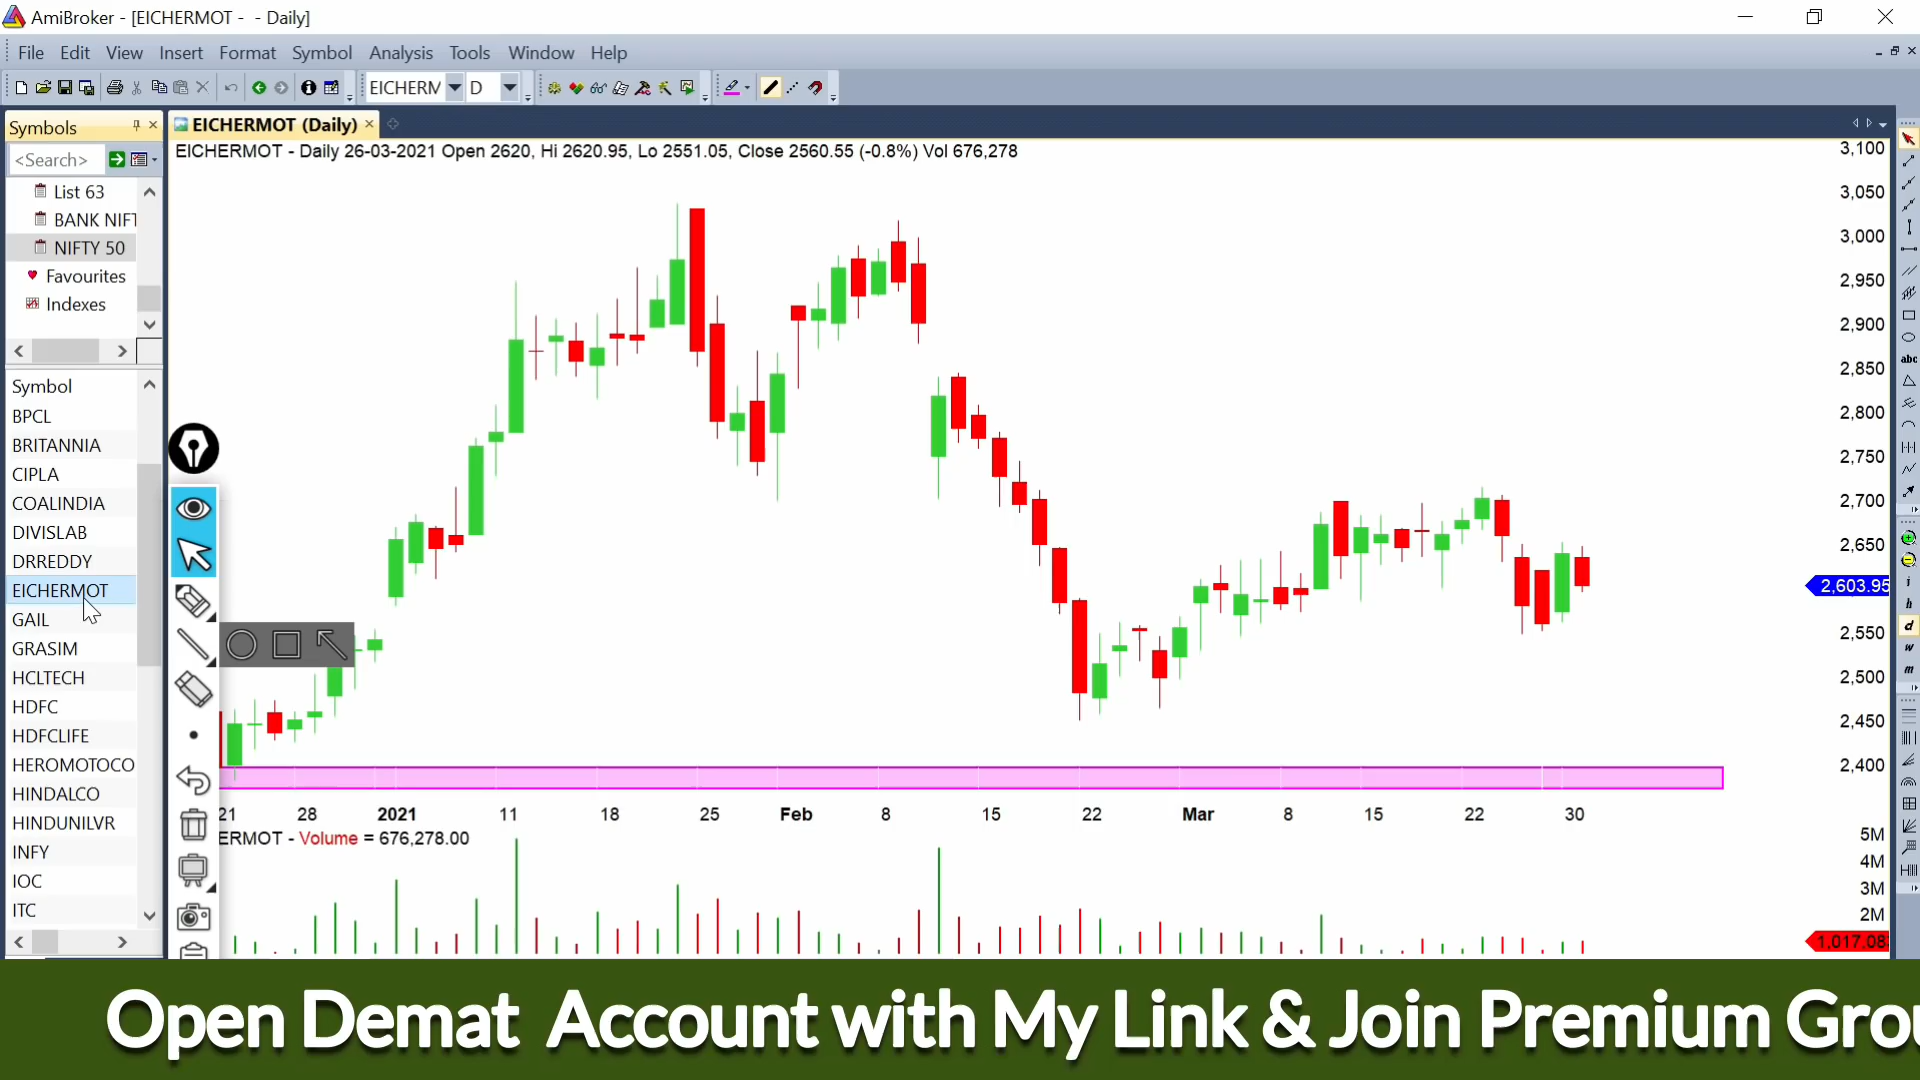 AmiBroker - [EICHERMOT - - Daily]
File Edit View Insert Format Symbol Analysis Tools Window Help
EICHERM D
Symbols
EICHERMOT (Daily)
<Search>
EICHERMOT - Daily 26-03-2021 Open 2620, Hi 2620.95, Lo 2551.05, Close 2560.55 (-0.8%) Vol 676,278
List 63
BANK NIFT
NIFTY 50
Favourites
Indexes
Symbol
BPCL
BRITANNIA
CIPLA
COALINDIA
DIVISLAB
DRREDDY
EICHERMOT
GAIL
GRASIM
HCLTECH
HDFC
HDFCLIFE
HEROMOTOCO
HINDALCO
HINDUNILVR
INFY
IOC
ITC
3,100
3,050
3,000
2,950
2,900
2,850
2,800
2,750
2,700
2,650
2,603.95
2,550
2,500
2,450
2,400
21 28 2021 11 18 25 Feb 8 15 22 Mar 8 15 22 30
ERMOT - Volume = 676,278.00
5M
4M
3M
2M
1,017.08
abc
i
h
d
w
m
Open Demat Account with My Link & Join Premium Grou